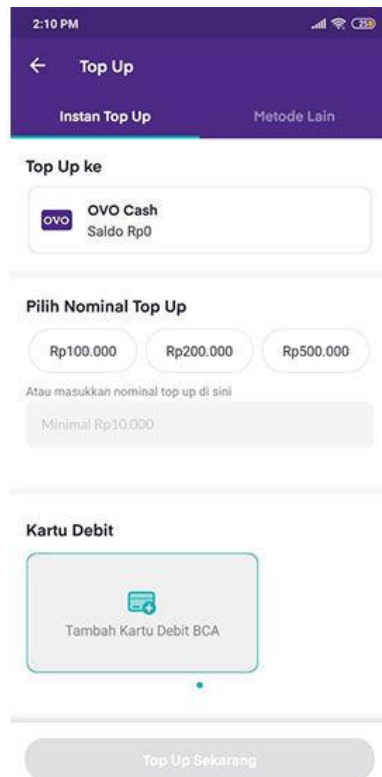 2:10 PM
Top Up
Instan Top Up
Metode Lain
Top Up ke
OVO
OVO Cash
Saldo Rp0
Pilih Nominal Top Up
Rp100.000
Rp200.000
Rp500.000
Atau masukkan nominal top up di sini
Minimal Rp10.000
Kartu Debit
Tambah Kartu Debit BCA
Top Up Sekarang